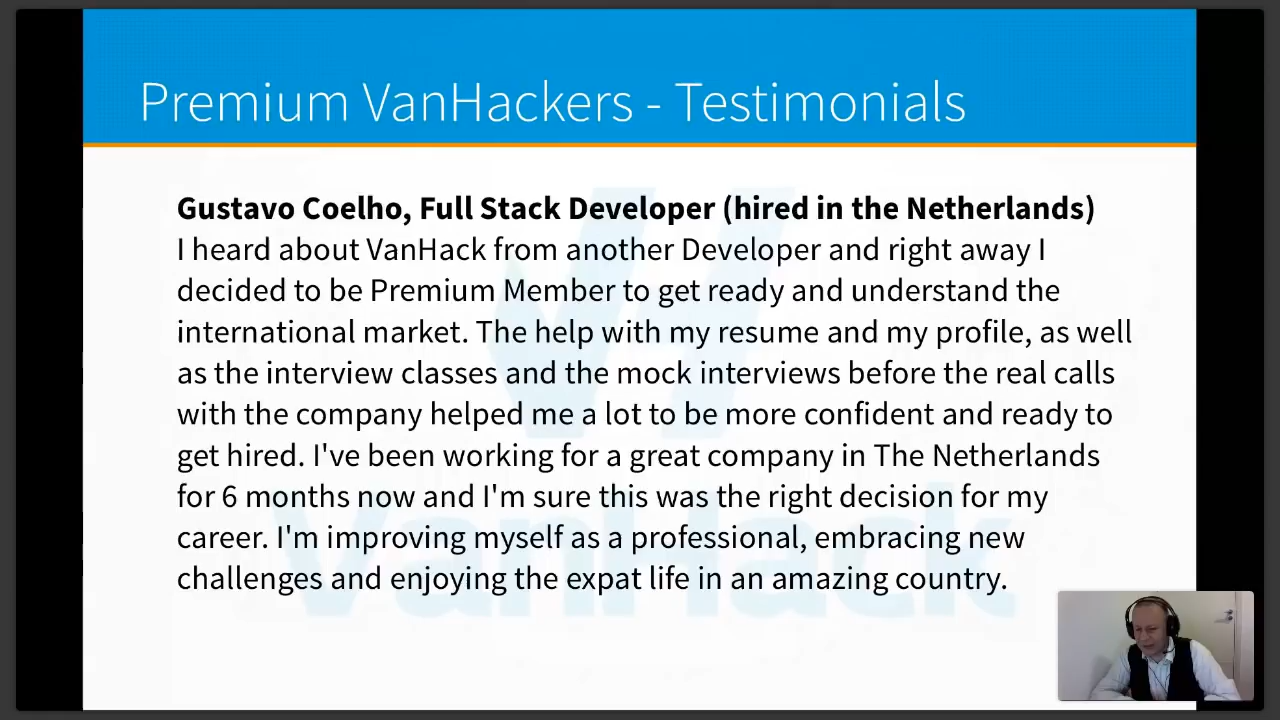 Premium VanHackers - Testimonials
Gustavo Coelho, Full Stack Developer (hired in the Netherlands)
I heard about VanHack from another Developer and right away I
decided to be Premium Member to get ready and understand the
international market. The help with my resume and my profile, as well
as the interview classes and the mock interviews before the real calls
with the company helped me a lot to be more confident and ready to
get hired. I've been working for a great company in The Netherlands
for 6 months now and I'm sure this was the right decision for my
career. I'm improving myself as a professional, embracing new
challenges and enjoying the expat life in an amazing country.
VanHack